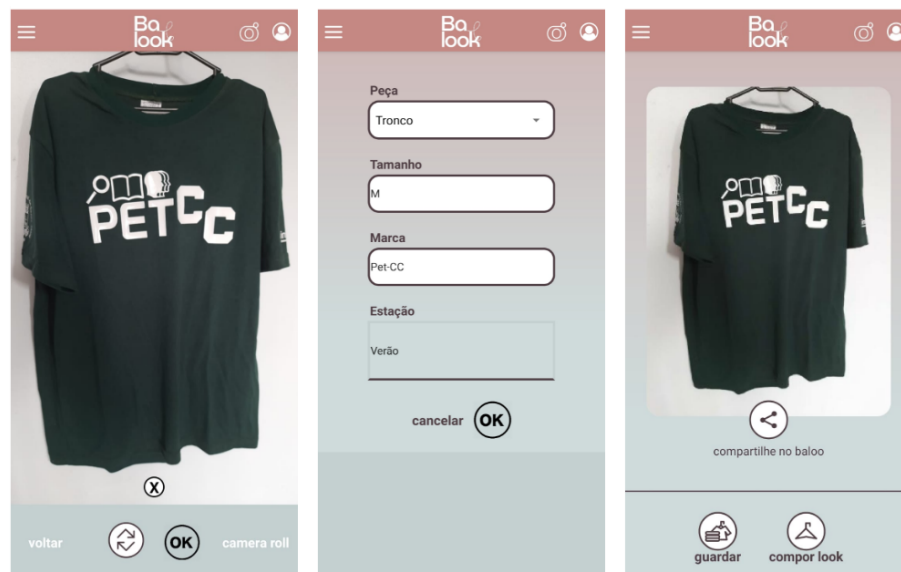 Ba
look
PETCC
X
voltar
OK
camera roll
Ba
look
Peça
Tronco
Tamanho
M
Marca
Pet-CC
Estação
Verão
cancelar
OK
Ba
look
PETCC
compartilhe no baloo
guardar
compor look